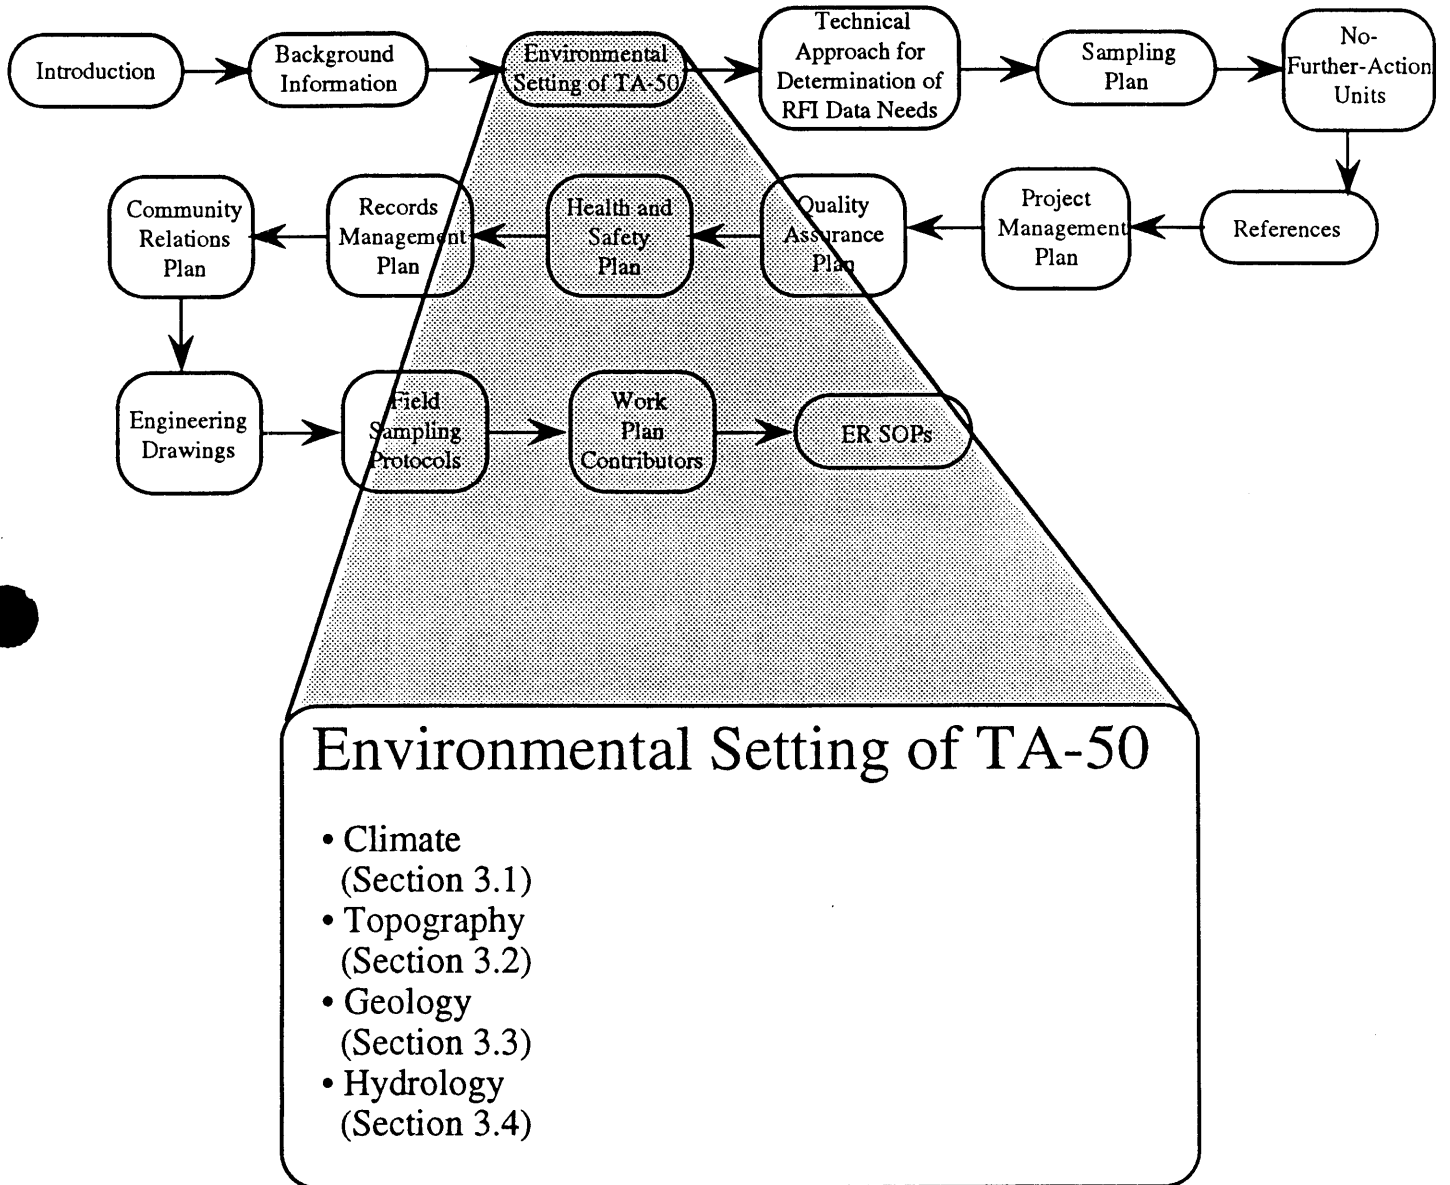 Introduction
Background
Information
Environmental
Setting of TA-50
Technical
Approach for
Determination of
RFI Data Needs
Sampling
Plan
No-
Further-Action
Units
References
Project
Management
Plan
Quality
Assurance
Plan
Health and
Safety
Plan
Records
Management
Plan
Community
Relations
Plan
Engineering
Drawings
Field
Sampling
Protocols
Work
Plan
Contributors
ER SOPs
Environmental Setting of TA-50
• Climate
(Section 3.1)
• Topography
(Section 3.2)
• Geology
(Section 3.3)
• Hydrology
(Section 3.4)